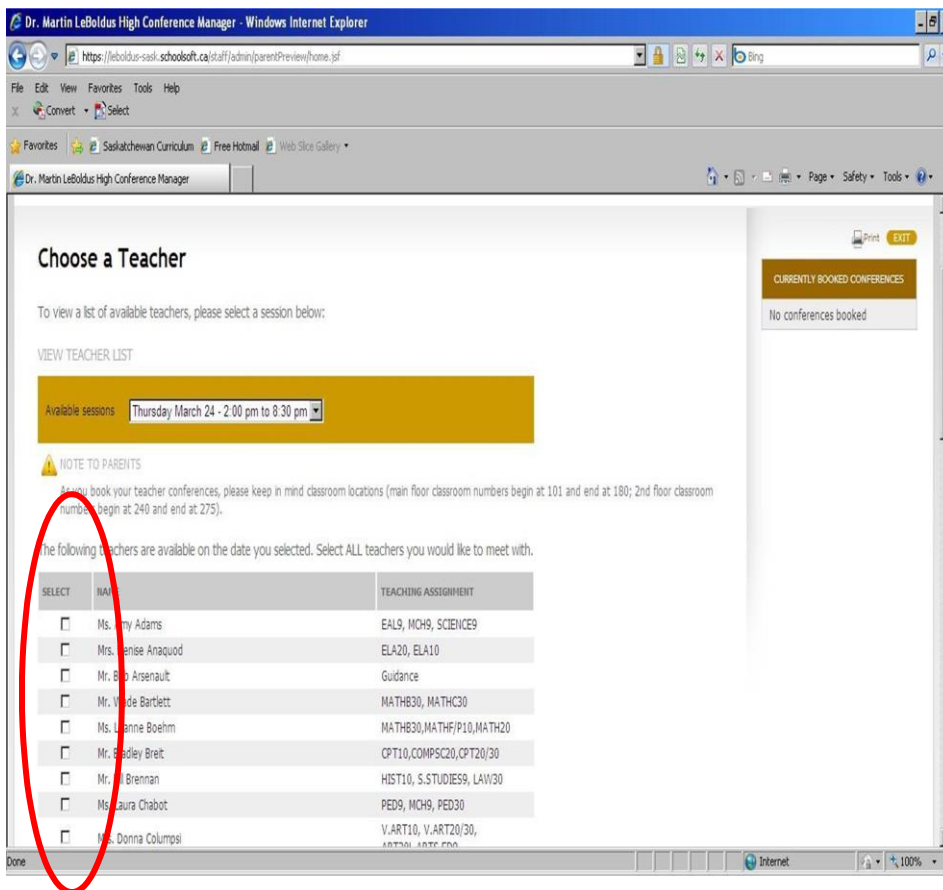 Dr. Martin LeBoldus High Conference Manager - Windows Internet Explorer
https://leboldus-sask.schoolsoft.ca/staff/admin/parentPreview/home.jsf
Bing
File Edit View Favorites Tools Help
x Convert Select
Favorites Saskatchewan Curriculum Free Hotmail Web Slice Gallery
Dr. Martin LeBoldus High Conference Manager
Page Safety Tools
Print EXIT
Choose a Teacher
CURRENTLY BOOKED CONFERENCES
To view a list of available teachers, please select a session below:
No conferences booked
VIEW TEACHER LIST
Available sessions Thursday March 24 - 2:00 pm to 8:30 pm
NOTE TO PARENTS
As you book your teacher conferences, please keep in mind classroom locations (main floor classroom numbers begin at 101 and end at 180; 2nd floor classroom
numbers begin at 240 and end at 275).
The following teachers are available on the date you selected. Select ALL teachers you would like to meet with.
SELECT NAME TEACHING ASSIGNMENT
Ms. Amy Adams EAL9, MCH9, SCIENCE9
Mrs. Denise Anaquod ELA20, ELA10
Mr. Bob Arsenault Guidance
Mr. Wade Bartlett MATHB30, MATHC30
Ms. Leanne Boehm MATHB30,MATHF/P10,MATH20
Mr. Bradley Breit CPT10,COMPSC20,CPT20/30
Mr. Bill Brennan HIST10, S.STUDIES9, LAW30
Ms. Laura Chabot PED9, MCH9, PED30
Donna Columpsi V.ART10, V.ART20/30,
Done Internet 100%